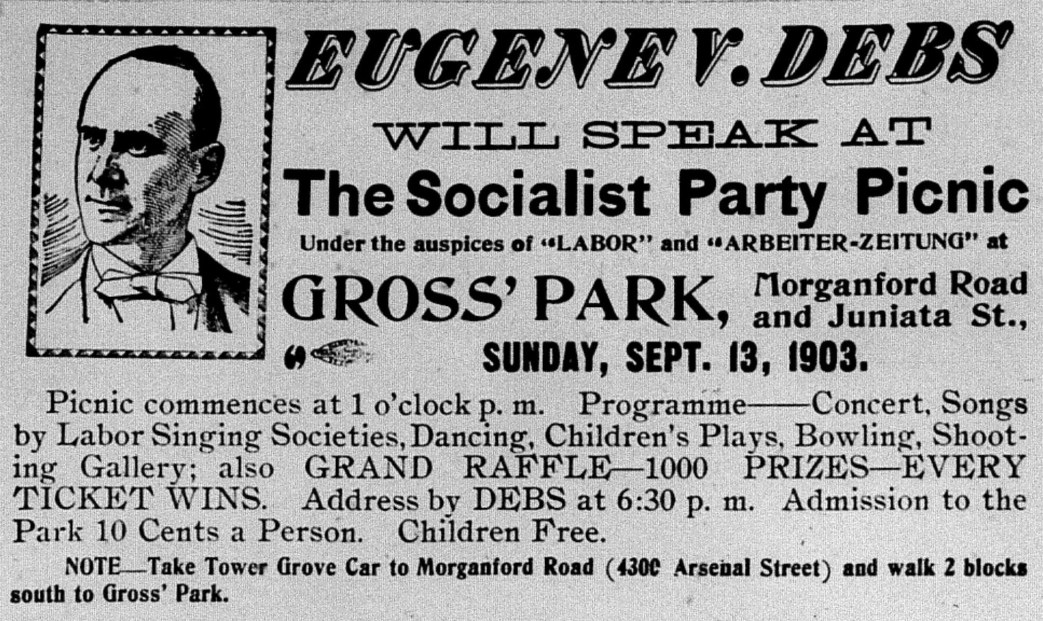 EUGENE V. DEBS
WILL SPEAK AT
The Socialist Party Picnic
Under the auspices of “LABOR” and “ARBEITER-ZEITUNG” at
GROSS’ PARK, Morganford Road
and Juniata St.,
SUNDAY, SEPT. 13, 1903.
Picnic commences at 1 o’clock p. m. Programme——Concert, Songs
by Labor Singing Societies, Dancing, Children’s Plays, Bowling, Shoot-
ing Gallery; also GRAND RAFFLE—1000 PRIZES—EVERY
TICKET WINS. Address by DEBS at 6:30 p. m. Admission to the
Park 10 Cents a Person. Children Free.
NOTE—Take Tower Grove Car to Morganford Road (4300 Arsenal Street) and walk 2 blocks
south to Gross’ Park.